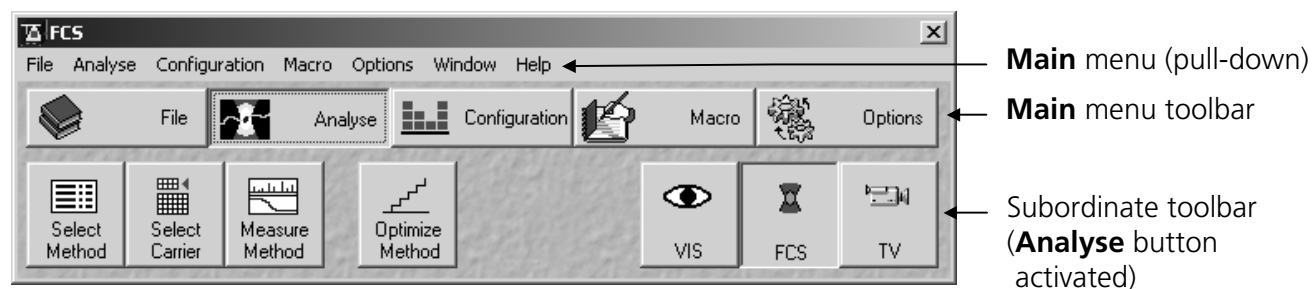 FCS
File Analyse Configuration Macro Options Window Help
Main menu (pull-down)
File Analyse Configuration Macro Options
Main menu toolbar
Select Method
Select Carrier
Measure Method
Optimize Method
VIS
FCS
TV
Subordinate toolbar
(Analyse button
activated)